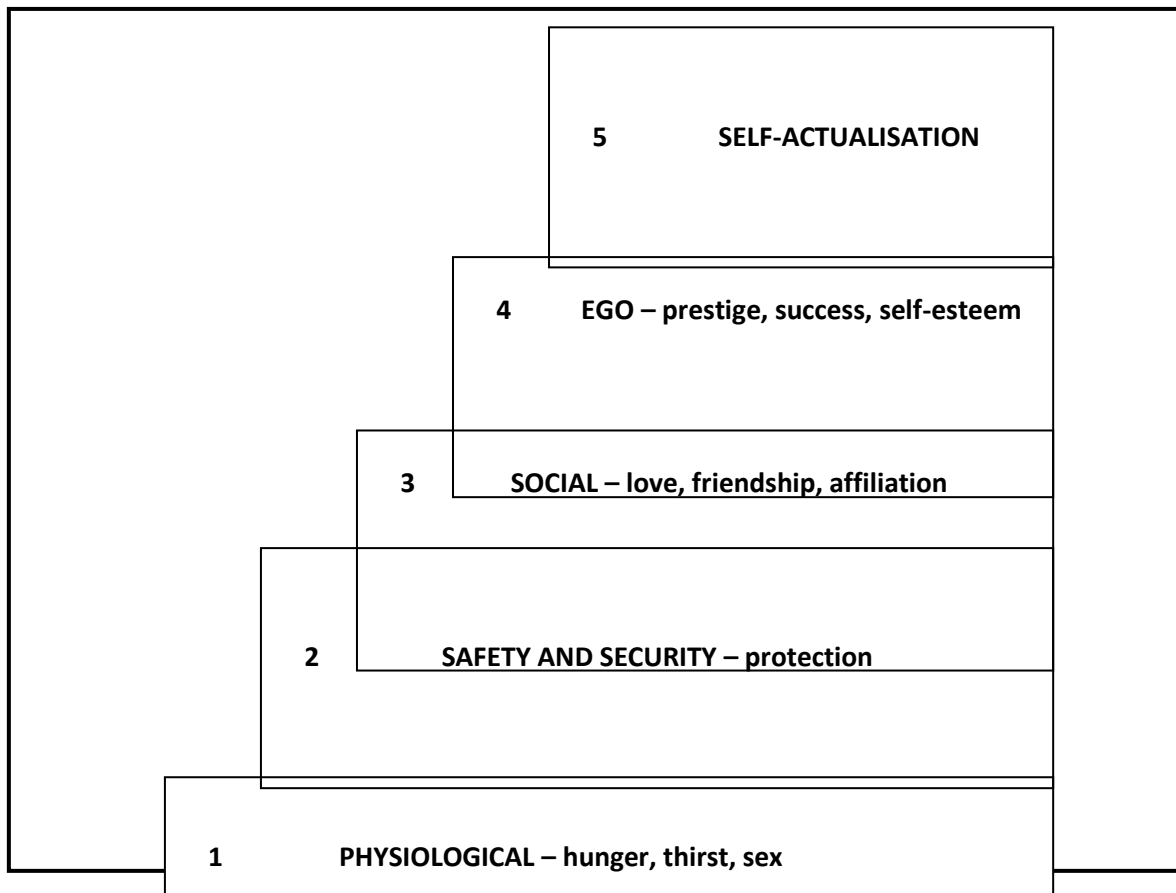 5 SELF-ACTUALISATION
4 EGO – prestige, success, self-esteem
3 SOCIAL – love, friendship, affiliation
2 SAFETY AND SECURITY – protection
1 PHYSIOLOGICAL – hunger, thirst, sex